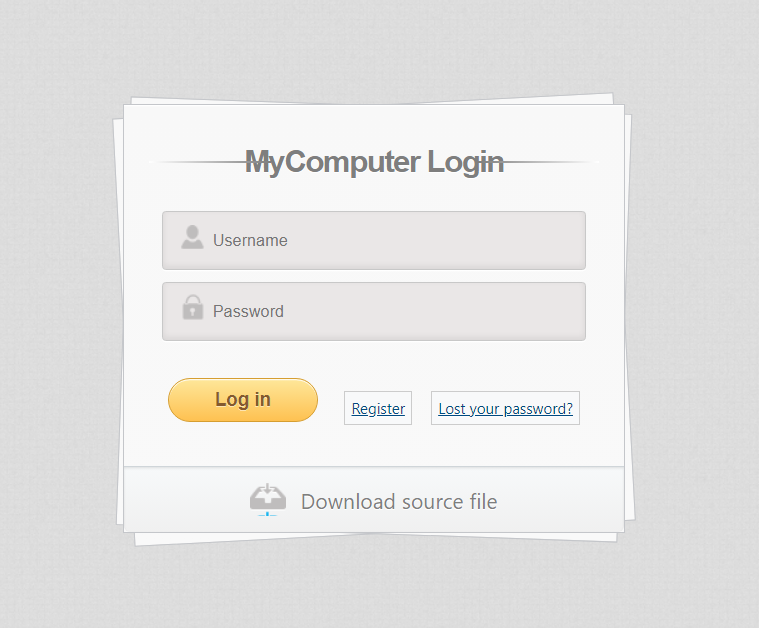 MyComputer Login
Username
Password
Log in
Register
Lost your password?
Download source file